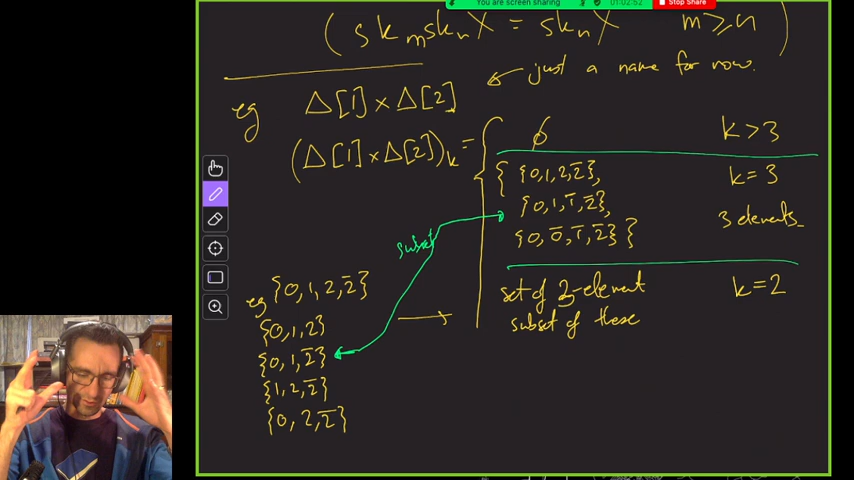 You are screen sharing 01:02:52 Stop Share
( sk_m sk_n X = sk_n X m ≥ n )
just a name for now.
eg Δ[1] × Δ[2]
(Δ[1] × Δ[2])_k =
∅ k > 3
{ {0,1,2,2̄}, k = 3
{0,1,1̄,2̄}, 3 elements
{0,0̄,1̄,2̄} }
subset
set of 3-element k = 2
subset of these
eg {0,1,2,2̄}
{0,1,2}
{0,1,2̄}
{1,2,2̄}
{0,2,2̄}